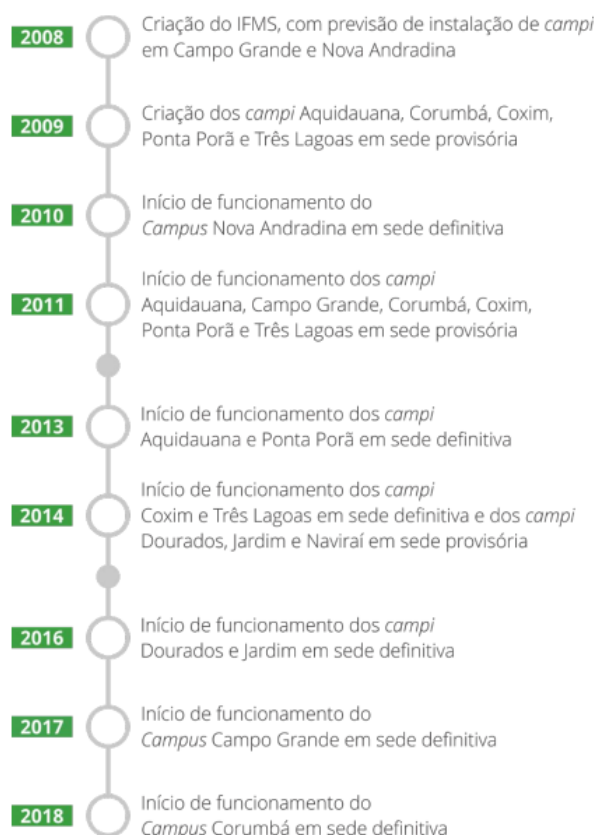 2008
Criação do IFMS, com previsão de instalação de campi
em Campo Grande e Nova Andradina
2009
Criação dos campi Aquidauana, Corumbá, Coxim,
Ponta Porã e Três Lagoas em sede provisória
2010
Início de funcionamento do
Campus Nova Andradina em sede definitiva
2011
Início de funcionamento dos campi
Aquidauana, Campo Grande, Corumbá, Coxim,
Ponta Porã e Três Lagoas em sede provisória
2013
Início de funcionamento dos campi
Aquidauana e Ponta Porã em sede definitiva
2014
Início de funcionamento dos campi
Coxim e Três Lagoas em sede definitiva e dos campi
Dourados, Jardim e Naviraí em sede provisória
2016
Início de funcionamento dos campi
Dourados e Jardim em sede definitiva
2017
Início de funcionamento do
Campus Campo Grande em sede definitiva
2018
Início de funcionamento do
Campus Corumbá em sede definitiva